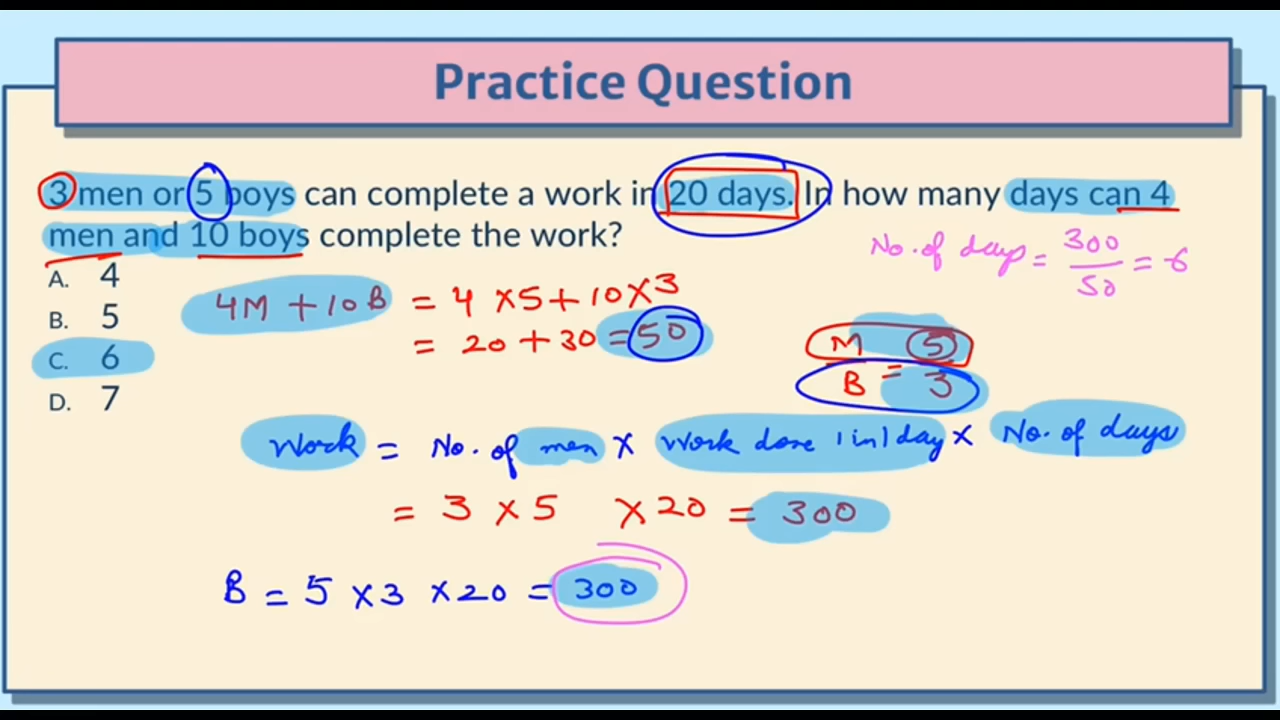 Practice Question
3 men or 5 boys can complete a work in 20 days. In how many days can 4
men and 10 boys complete the work?
No. of days = 300/50 = 6
A. 4
B. 5
C. 6
D. 7
4M + 10B = 4 × 5 + 10 × 3
= 20 + 30 = 50
M/B = 5/3
Work = No. of men × Work done in 1 day × No. of days
= 3 × 5 × 20 = 300
B = 5 × 3 × 20 = 300